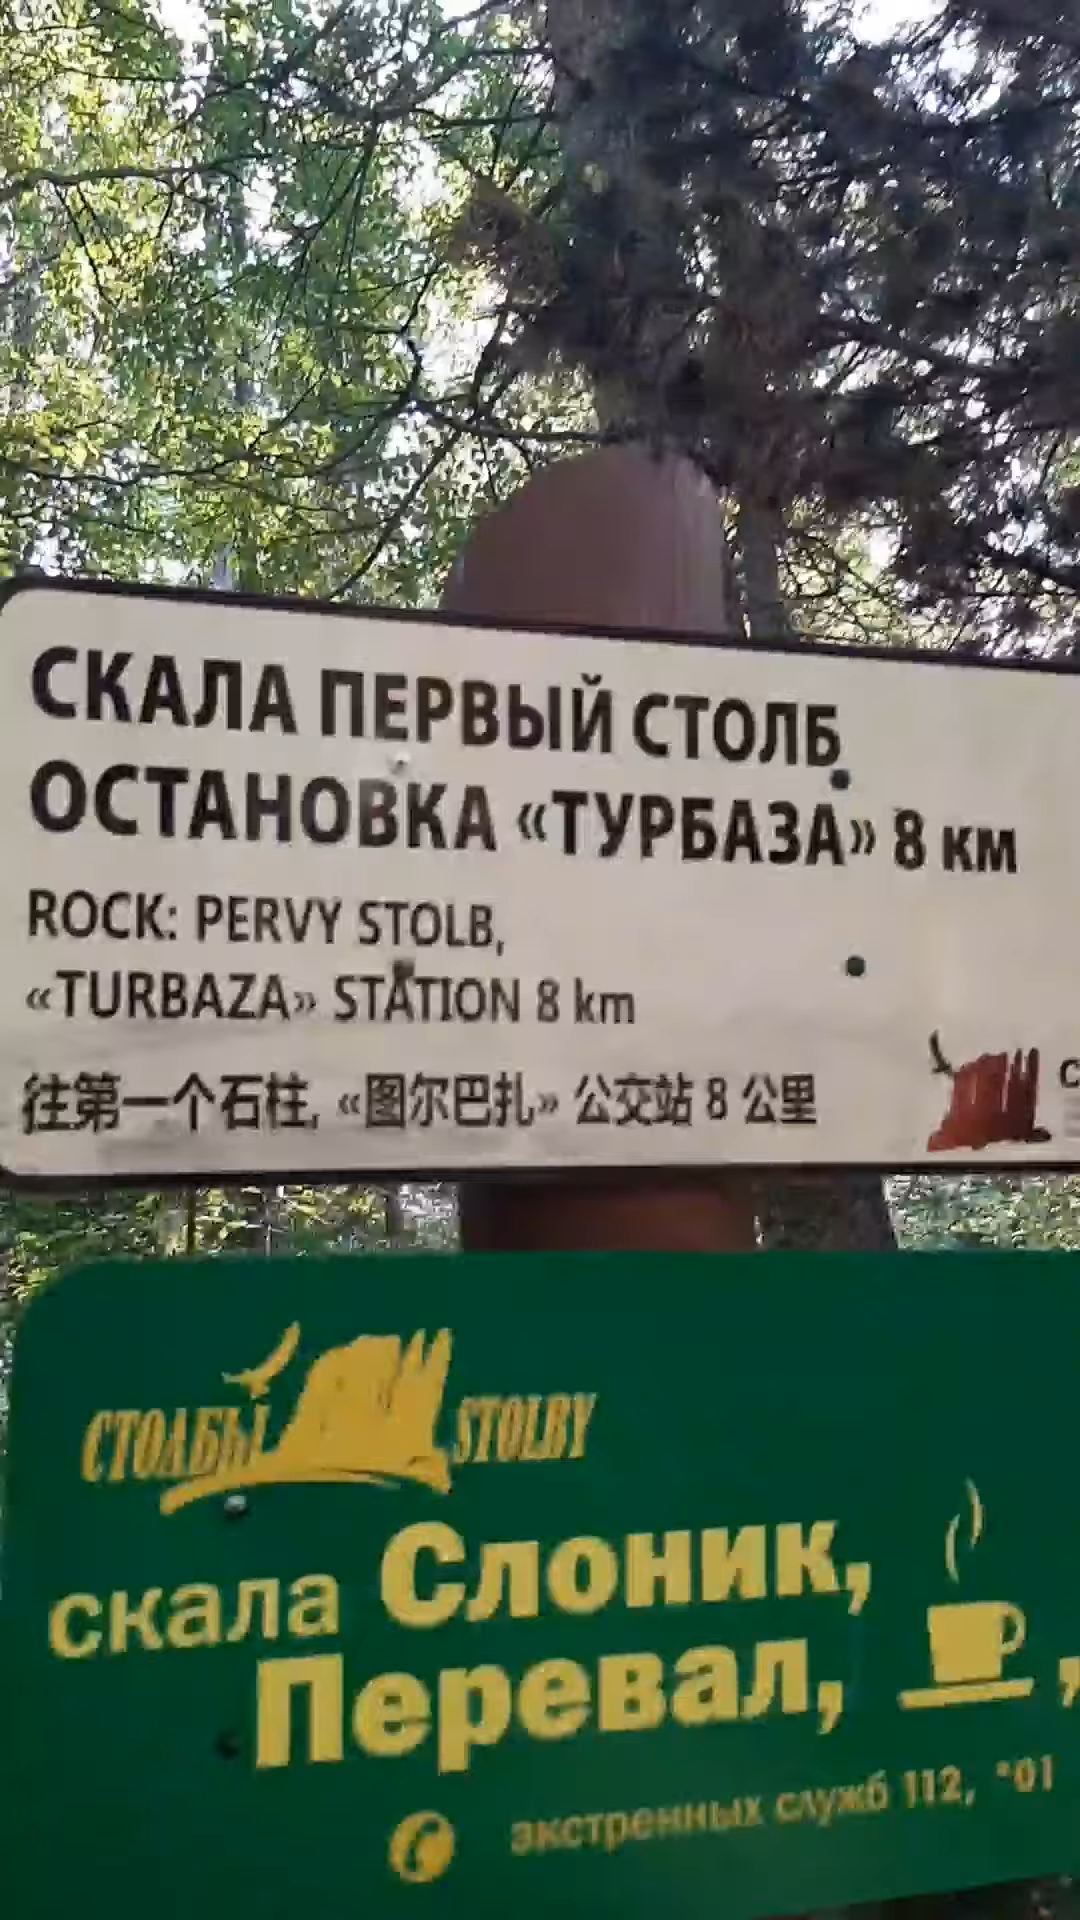 СКАЛА ПЕРВЫЙ СТОЛБ
ОСТАНОВКА «ТУРБАЗА» 8 км
ROCK: PERVY STOLB,
«TURBAZA» STATION 8 km
往第一个石柱, «图尔巴扎» 公交站 8 公里
СТОЛБЫ STOLBY
скала Слоник,
Перевал, ,
экстренных служб 112, *01